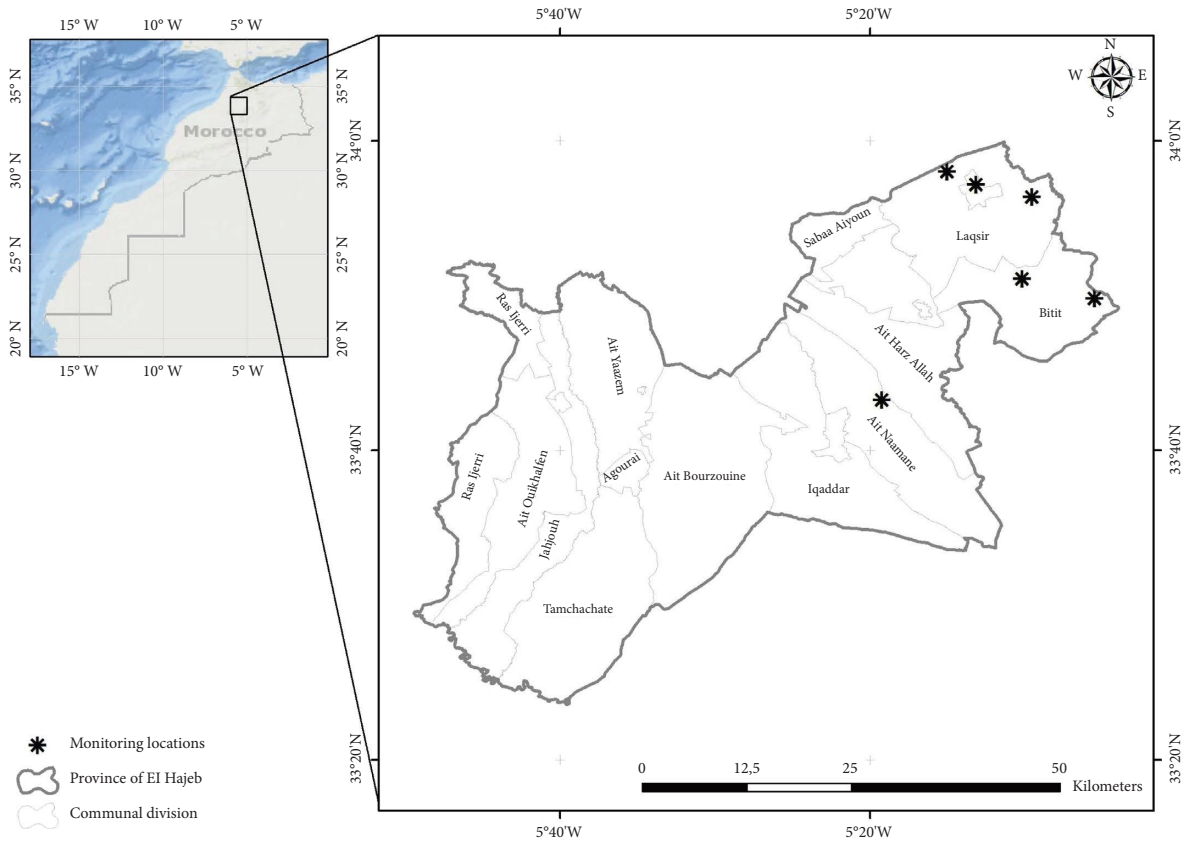 15° W 10° W 5° W
35° N
30° N
25° N
20° N
35° N
30° N
25° N
20° N
Morocco
15° W 10° W 5° W
5°40'W 5°20'W
N
W E
S
34°0'N
33°40'N
33°20'N
34°0'N
33°40'N
33°20'N
Sabaa Aiyoun
Laqsir
Bitit
Ras Ijerri
Ait Yaazem
Ait Harz Allah
Ait Naamane
Ras Ijerri
Ait Ouikhalfen
Agourai
Ait Bourzouine
Iqaddar
Jahjouh
Tamchachate
0 12,5 25 50
Kilometers
5°40'W 5°20'W
Monitoring locations
Province of EI Hajeb
Communal division